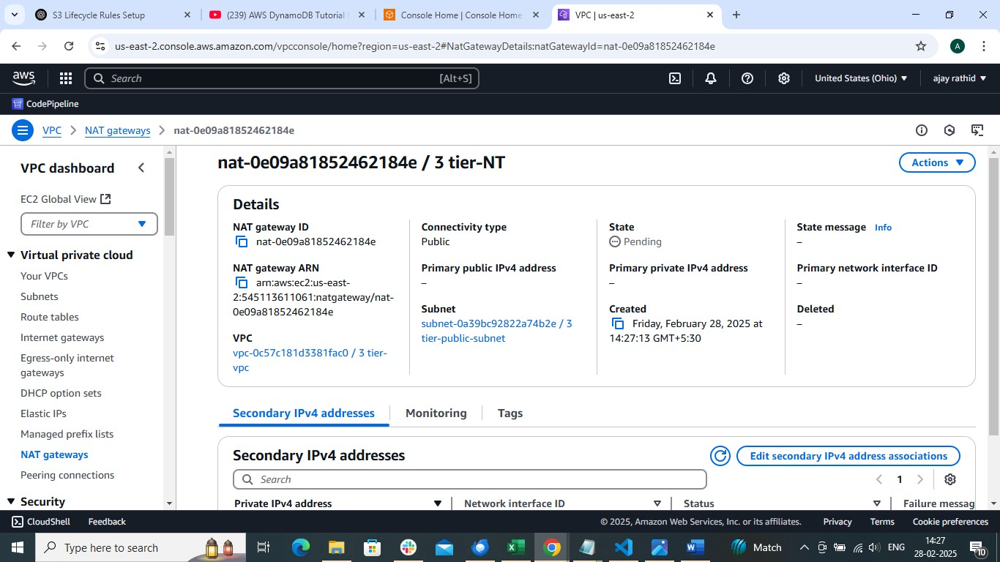 S3 Lifecycle Rules Setup
(239) AWS DynamoDB Tutorial
Console Home | Console Home
VPC | us-east-2
us-east-2.console.aws.amazon.com/vpcconsole/home?region=us-east-2#NatGatewayDetails:natGatewayId=nat-0e09a81852462184e
A
aws
Search
[Alt+S]
United States (Ohio)
ajay rathid
CodePipeline
VPC
NAT gateways
nat-0e09a81852462184e
VPC dashboard
EC2 Global View
Filter by VPC
Virtual private cloud
Your VPCs
Subnets
Route tables
Internet gateways
Egress-only internet
gateways
DHCP option sets
Elastic IPs
Managed prefix lists
NAT gateways
Peering connections
Security
nat-0e09a81852462184e / 3 tier-NT
Actions
Details
NAT gateway ID
nat-0e09a81852462184e
NAT gateway ARN
arn:aws:ec2:us-east-
2:545113611061:natgateway/nat-
0e09a81852462184e
VPC
vpc-0c57c181d3381fac0 / 3 tier-
vpc
Connectivity type
Public
Primary public IPv4 address
–
Subnet
subnet-0a39bc92822a74b2e / 3
tier-public-subnet
State
Pending
Primary private IPv4 address
–
Created
Friday, February 28, 2025 at
14:27:13 GMT+5:30
State message Info
–
Primary network interface ID
–
Deleted
–
Secondary IPv4 addresses
Monitoring
Tags
Secondary IPv4 addresses
Edit secondary IPv4 address associations
Search
1
Private IPv4 address
Network interface ID
Status
Failure messag
CloudShell
Feedback
© 2025, Amazon Web Services, Inc. or its affiliates.
Privacy
Terms
Cookie preferences
Type here to search
Match
ENG
14:27
28-02-2025
10